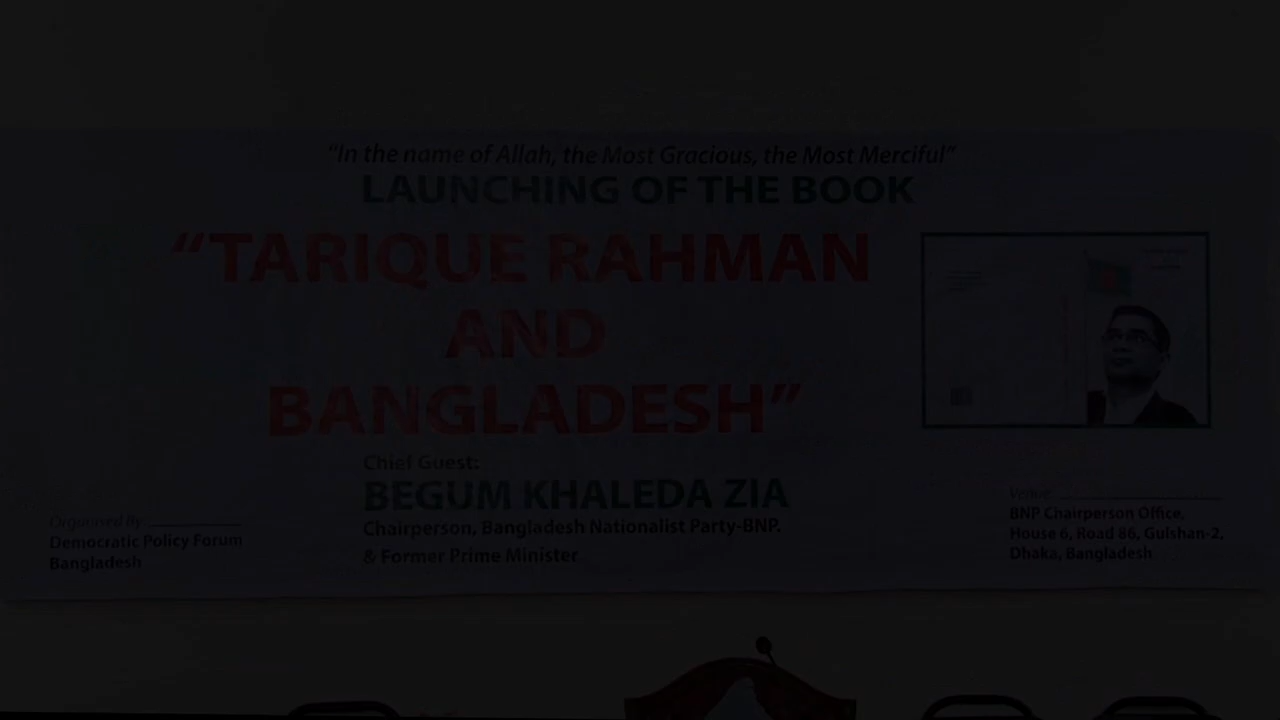 "In the name of Allah, the Most Gracious, the Most Merciful"
LAUNCHING OF THE BOOK
"TARIQUE RAHMAN
AND
BANGLADESH"
Chief Guest:
BEGUM KHALEDA ZIA
Chairperson, Bangladesh Nationalist Party-BNP.
& Former Prime Minister
Organised By:
Democratic Policy Forum
Bangladesh
Venue:
BNP Chairperson Office,
House 6, Road 86, Gulshan-2,
Dhaka, Bangladesh